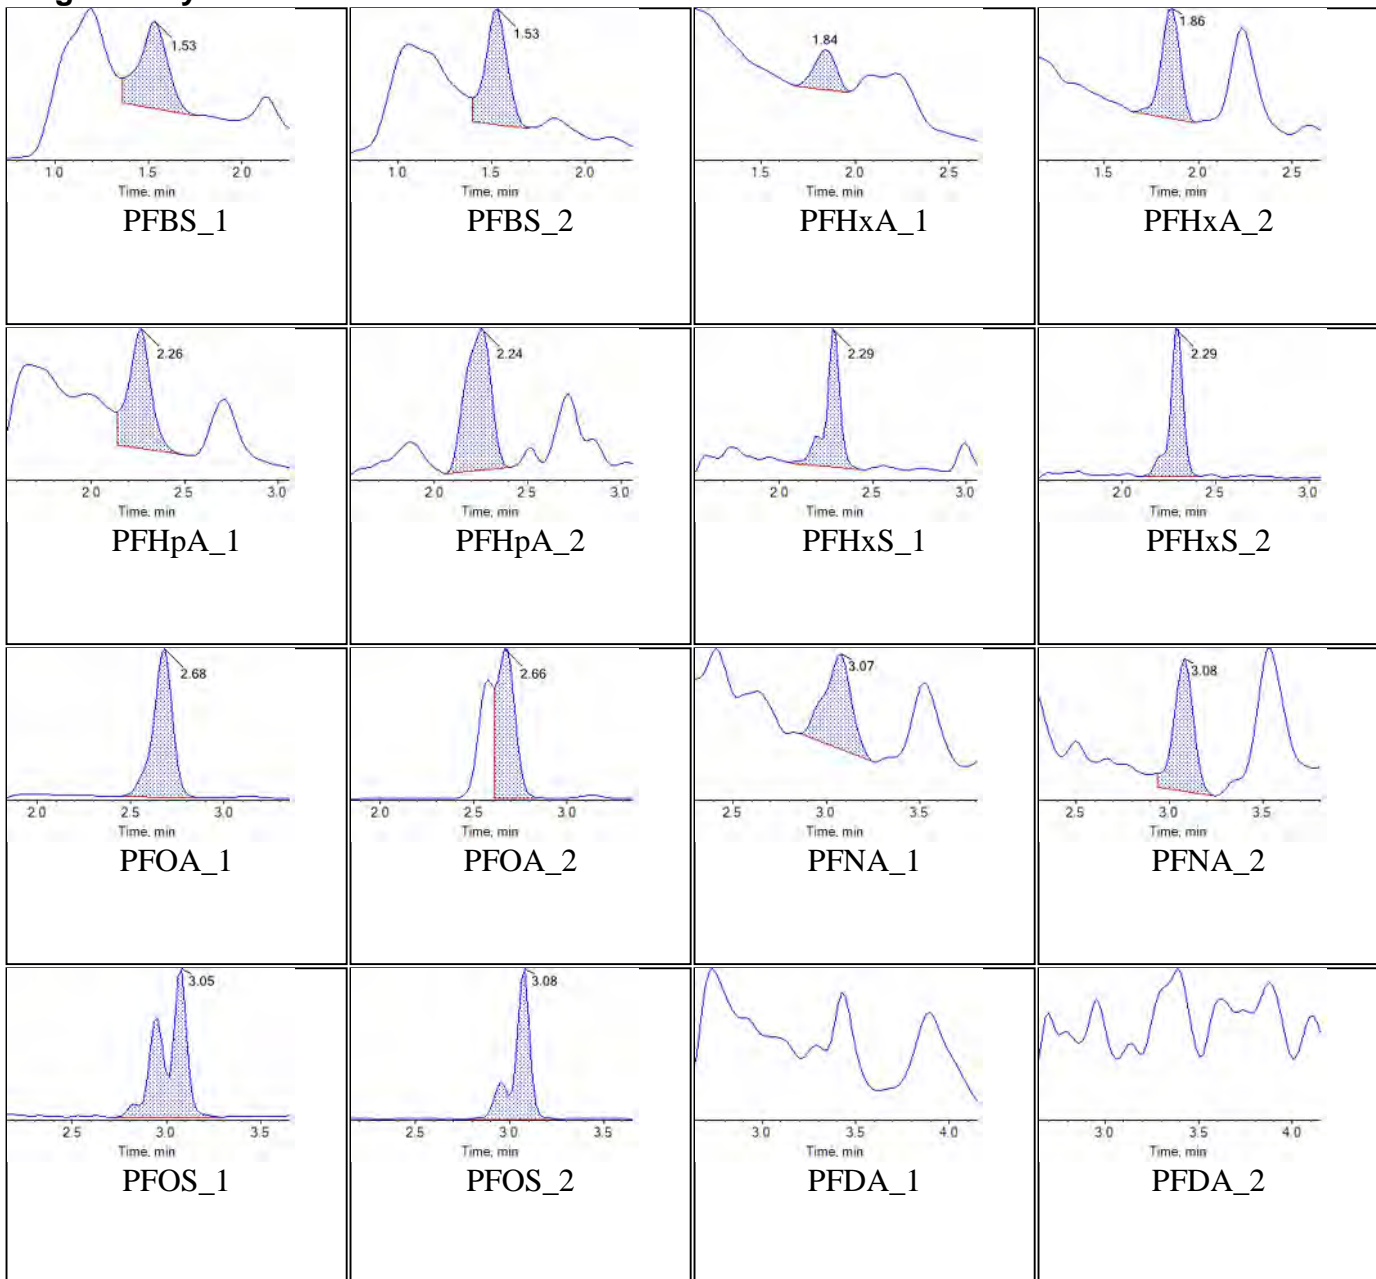 1.53
1.0 1.5 2.0
Time, min
PFBS_1
1.53
1.0 1.5 2.0
Time, min
PFBS_2
1.84
1.5 2.0 2.5
Time, min
PFHxA_1
1.86
1.5 2.0 2.5
Time, min
PFHxA_2
2.26
2.0 2.5 3.0
Time, min
PFHpA_1
2.24
2.0 2.5 3.0
Time, min
PFHpA_2
2.29
2.0 2.5 3.0
Time, min
PFHxS_1
2.29
2.0 2.5 3.0
Time, min
PFHxS_2
2.68
2.0 2.5 3.0
Time, min
PFOA_1
2.66
2.0 2.5 3.0
Time, min
PFOA_2
3.07
2.5 3.0 3.5
Time, min
PFNA_1
3.08
2.5 3.0 3.5
Time, min
PFNA_2
3.05
2.5 3.0 3.5
Time, min
PFOS_1
3.08
2.5 3.0 3.5
Time, min
PFOS_2
3.0 3.5 4.0
Time, min
PFDA_1
3.0 3.5 4.0
Time, min
PFDA_2